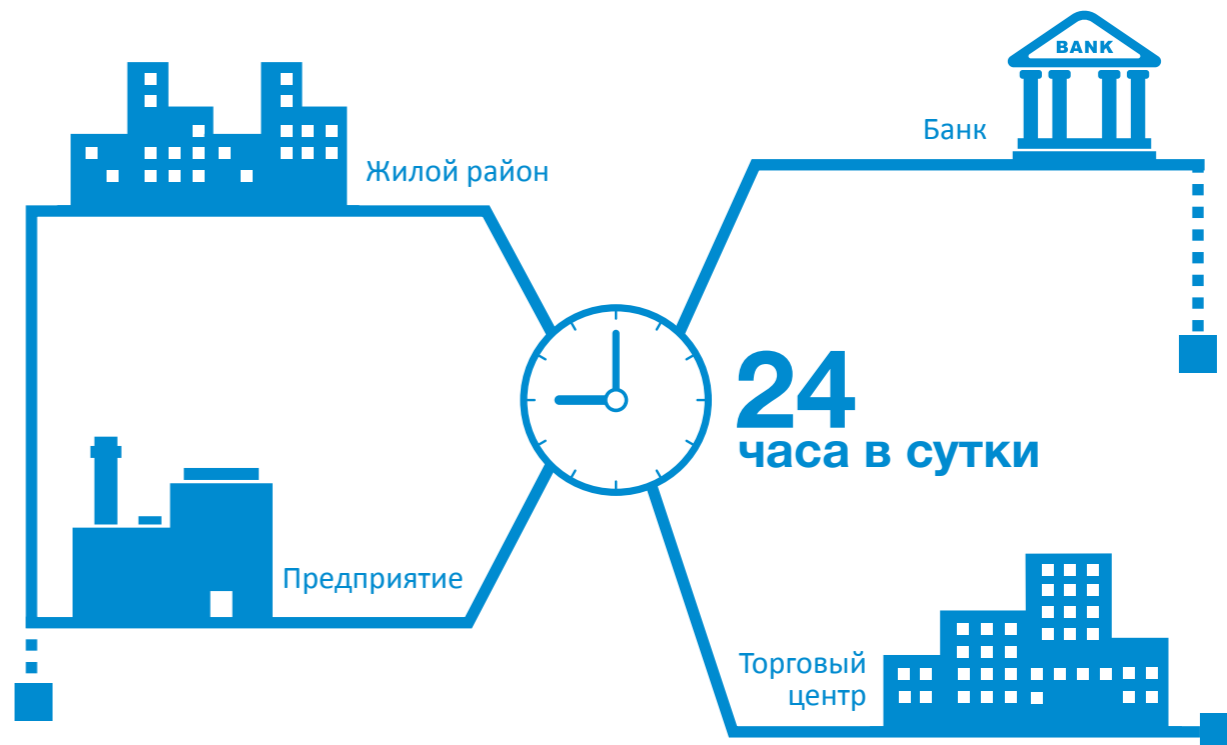 BANK
Банк
Жилой район
24
часа в сутки
Предприятие
Торговый
центр